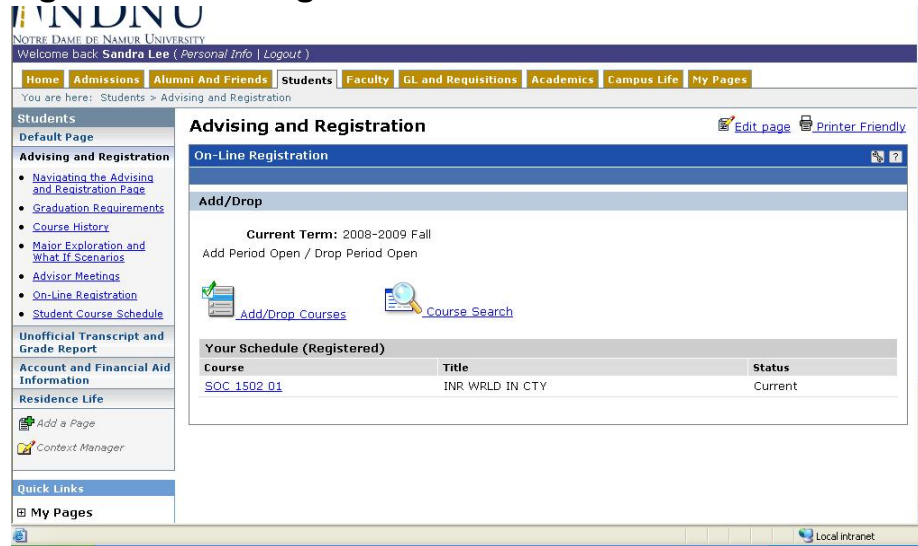 NDNU
NOTRE DAME DE NAMUR UNIVERSITY
Welcome back Sandra Lee ( Personal Info | Logout )
Home Admissions Alumni And Friends Students Faculty GL and Requisitions Academics Campus Life My Pages
You are here: Students > Advising and Registration
Students
Default Page
Advising and Registration
Navigating the Advising
and Registration Page
Graduation Requirements
Course History
Major Exploration and
What If Scenarios
Advisor Meetings
On-Line Registration
Student Course Schedule
Unofficial Transcript and
Grade Report
Account and Financial Aid
Information
Residence Life
Add a Page
Context Manager
Quick Links
My Pages
Advising and Registration
Edit page Printer Friendly
On-Line Registration
?
Add/Drop
Current Term: 2008-2009 Fall
Add Period Open / Drop Period Open
Add/Drop Courses Course Search
Your Schedule (Registered)
Course Title Status
SOC 1502 01 INR WRLD IN CTY Current
Local intranet